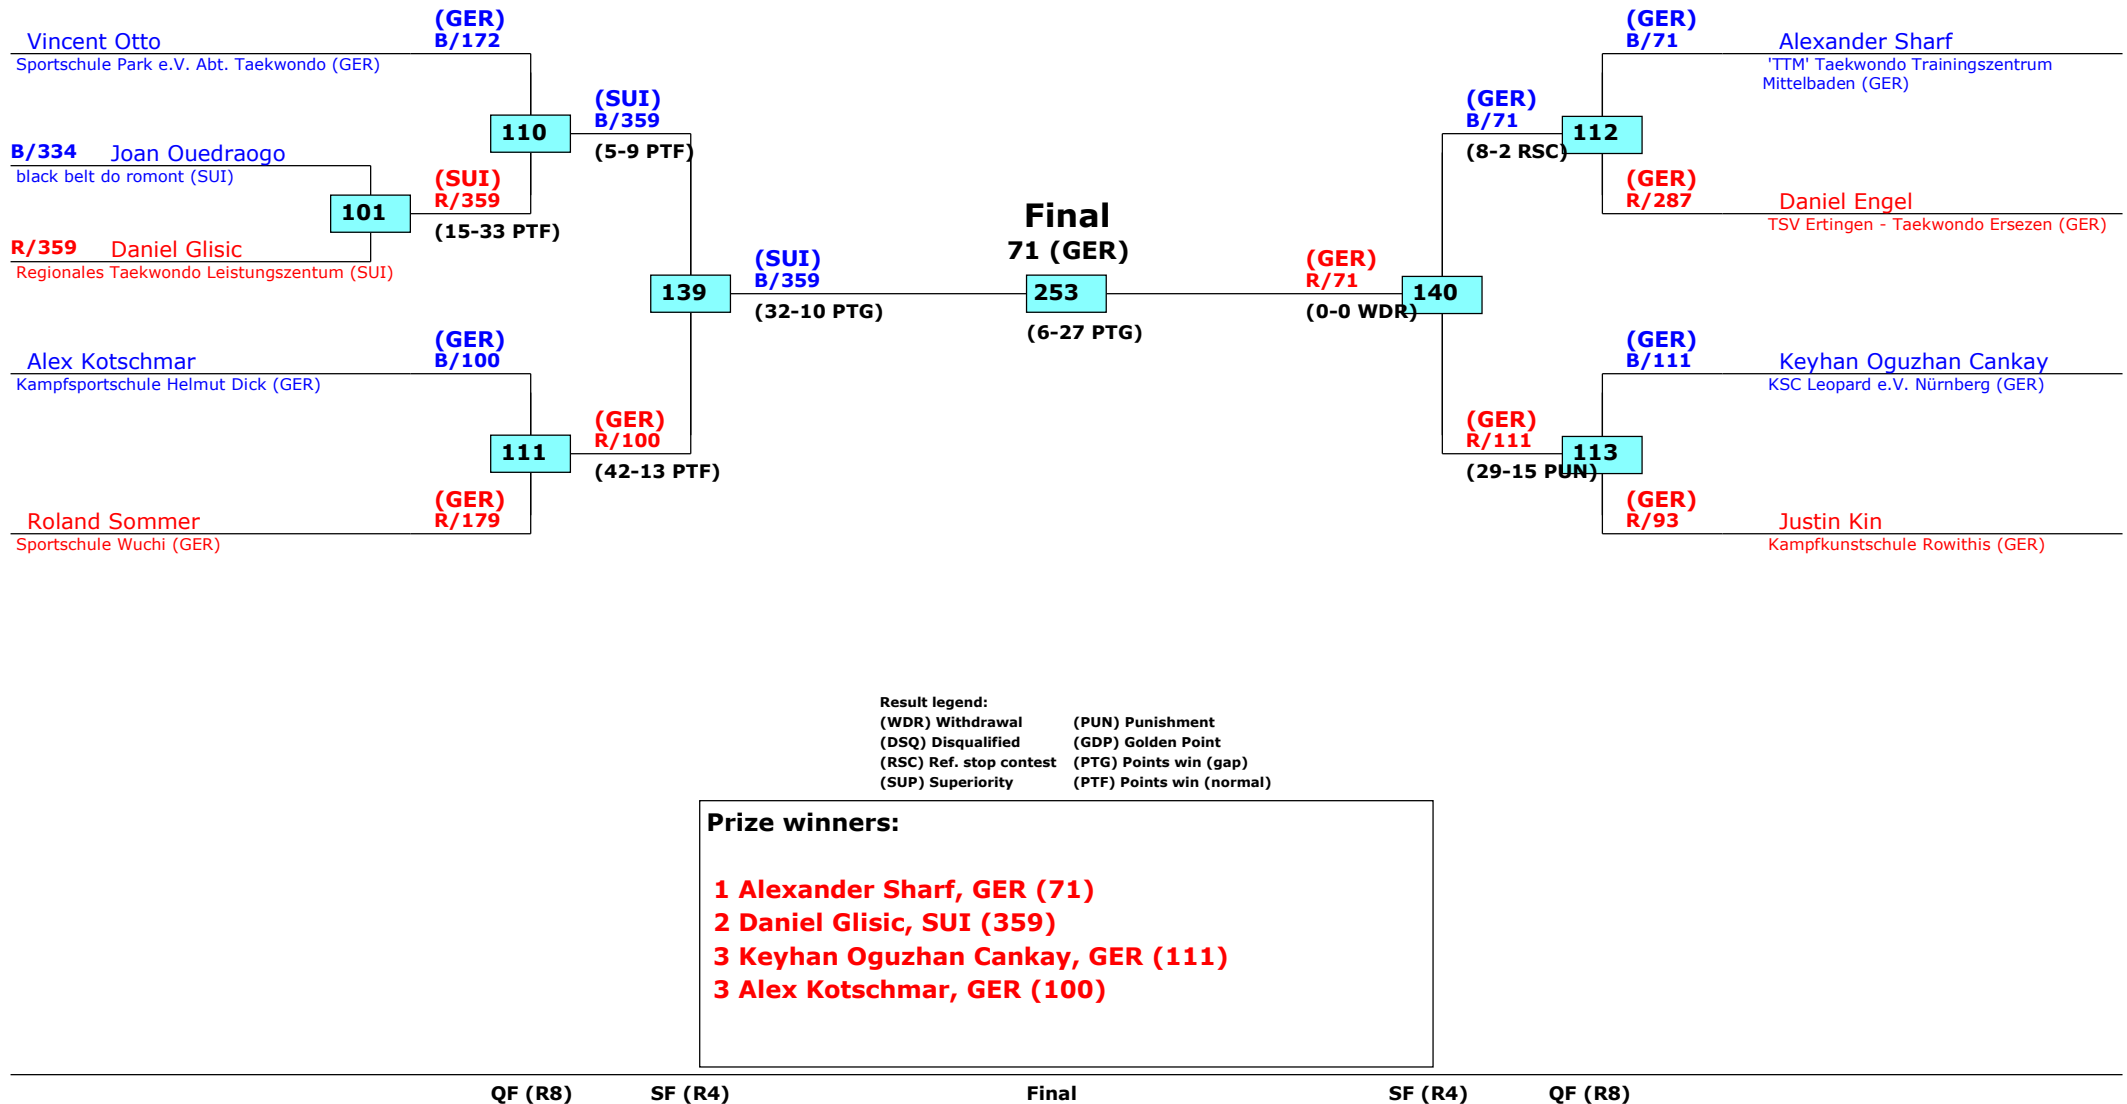 (GER)
B/172
Vincent Otto
Sportschule Park e.V. Abt. Taekwondo (GER)
110
(SUI)
B/359
(5-9 PTF)
B/334 Joan Ouedraogo
black belt do romont (SUI)
101
(SUI)
R/359
(15-33 PTF)
R/359 Daniel Glisic
Regionales Taekwondo Leistungszentum (SUI)
139
(SUI)
B/359
(32-10 PTG)
(GER)
B/100
Alex Kotschmar
Kampfsportschule Helmut Dick (GER)
111
(GER)
R/100
(42-13 PTF)
(GER)
R/179
Roland Sommer
Sportschule Wuchi (GER)
Final
71 (GER)
253
(6-27 PTG)
(GER)
R/71
(0-0 WDR)
140
(GER)
B/71
(8-2 RSC)
112
(GER)
B/71
Alexander Sharf
'TTM' Taekwondo Trainingszentrum
Mittelbaden (GER)
(GER)
R/287
Daniel Engel
TSV Ertingen - Taekwondo Ersezen (GER)
(GER)
R/111
(29-15 PUN)
113
(GER)
B/111
Keyhan Oguzhan Cankay
KSC Leopard e.V. Nürnberg (GER)
(GER)
R/93
Justin Kin
Kampfkunstschule Rowithis (GER)
Result legend:
(WDR) Withdrawal (PUN) Punishment
(DSQ) Disqualified (GDP) Golden Point
(RSC) Ref. stop contest (PTG) Points win (gap)
(SUP) Superiority (PTF) Points win (normal)
Prize winners:
1 Alexander Sharf, GER (71)
2 Daniel Glisic, SUI (359)
3 Keyhan Oguzhan Cankay, GER (111)
3 Alex Kotschmar, GER (100)
QF (R8) SF (R4) Final SF (R4) QF (R8)